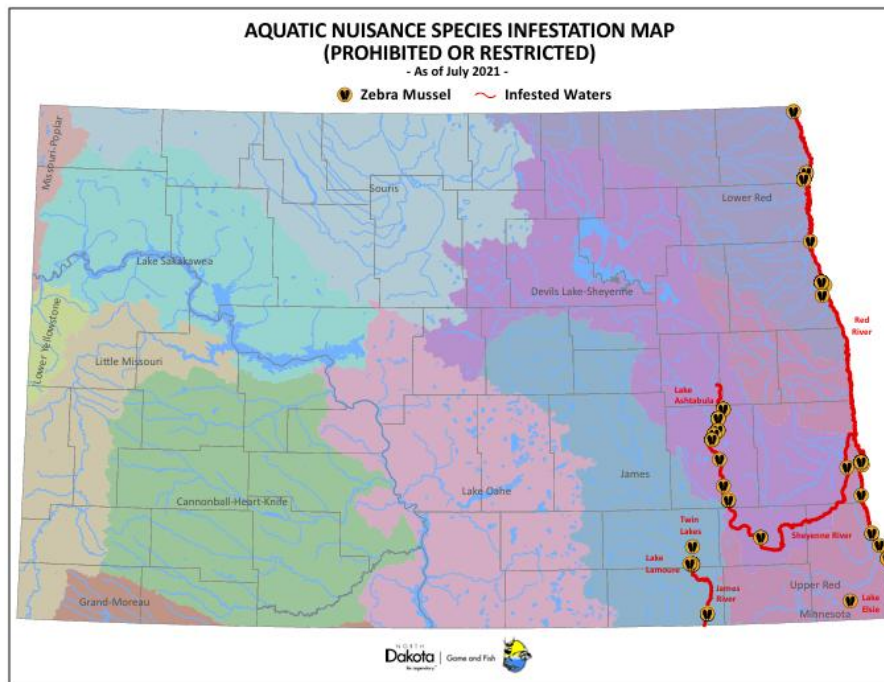 AQUATIC NUISANCE SPECIES INFESTATION MAP
(PROHIBITED OR RESTRICTED)
- As of July 2021 -
Zebra Mussel
Infested Waters
Missouri-Poplar
Souris
Lower Red
Lake Sakakawea
Devils Lake-Sheyenne
Lower Yellowstone
Red
River
Little Missouri
Lake
Ashtabula
Cannonball-Heart-Knife
Lake Oahe
James
Twin
Lakes
Sheyenne River
Lake
Lamoure
Grand-Moreau
James
River
Upper Red
Minnesota
Lake
Elsie
NORTH
Dakota
Be Legendary.™
Game and Fish